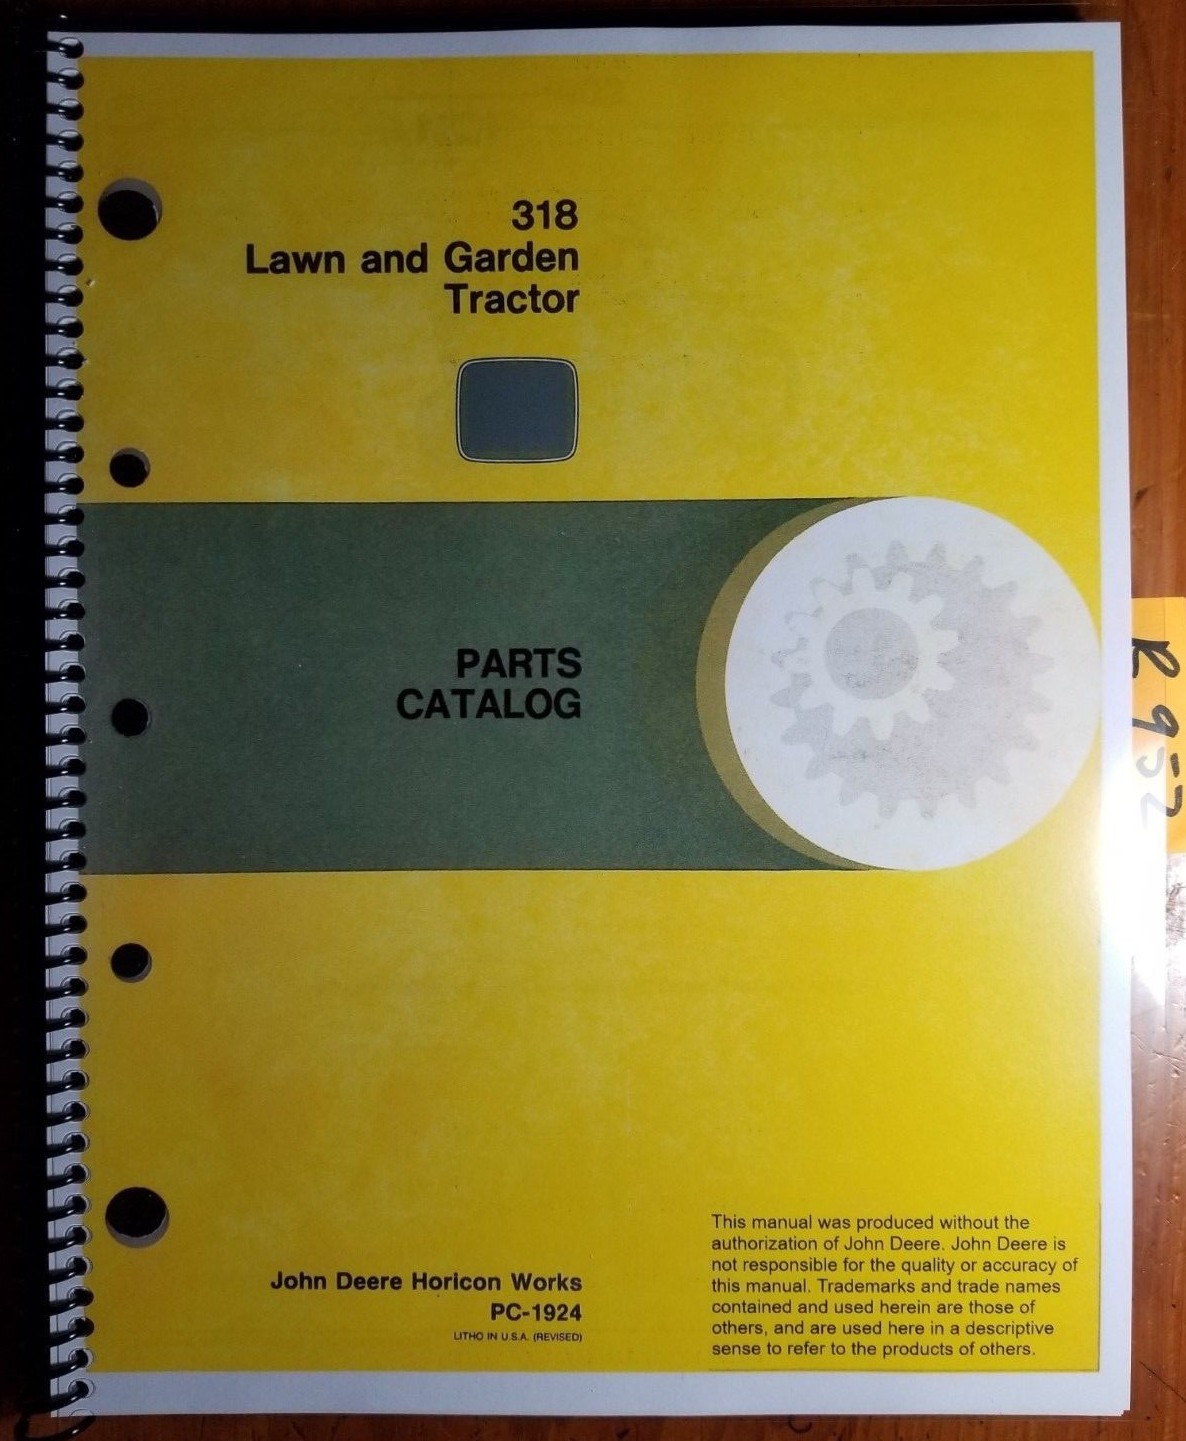 318
Lawn and Garden
Tractor
PARTS
CATALOG
R 952
John Deere Horicon Works
PC-1924
LITHO IN U.S.A. (REVISED)
This manual was produced without the
authorization of John Deere. John Deere is
not responsible for the quality or accuracy of
this manual. Trademarks and trade names
contained and used herein are those of
others, and are used here in a descriptive
sense to refer to the products of others.